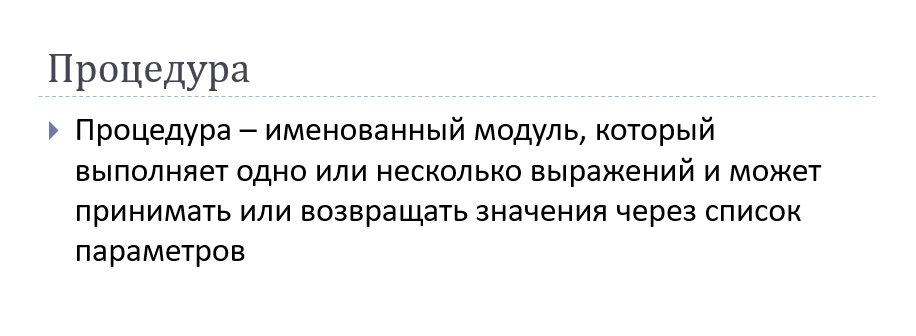 Процедура
Процедура – именованный модуль, который
выполняет одно или несколько выражений и может
принимать или возвращать значения через список
параметров